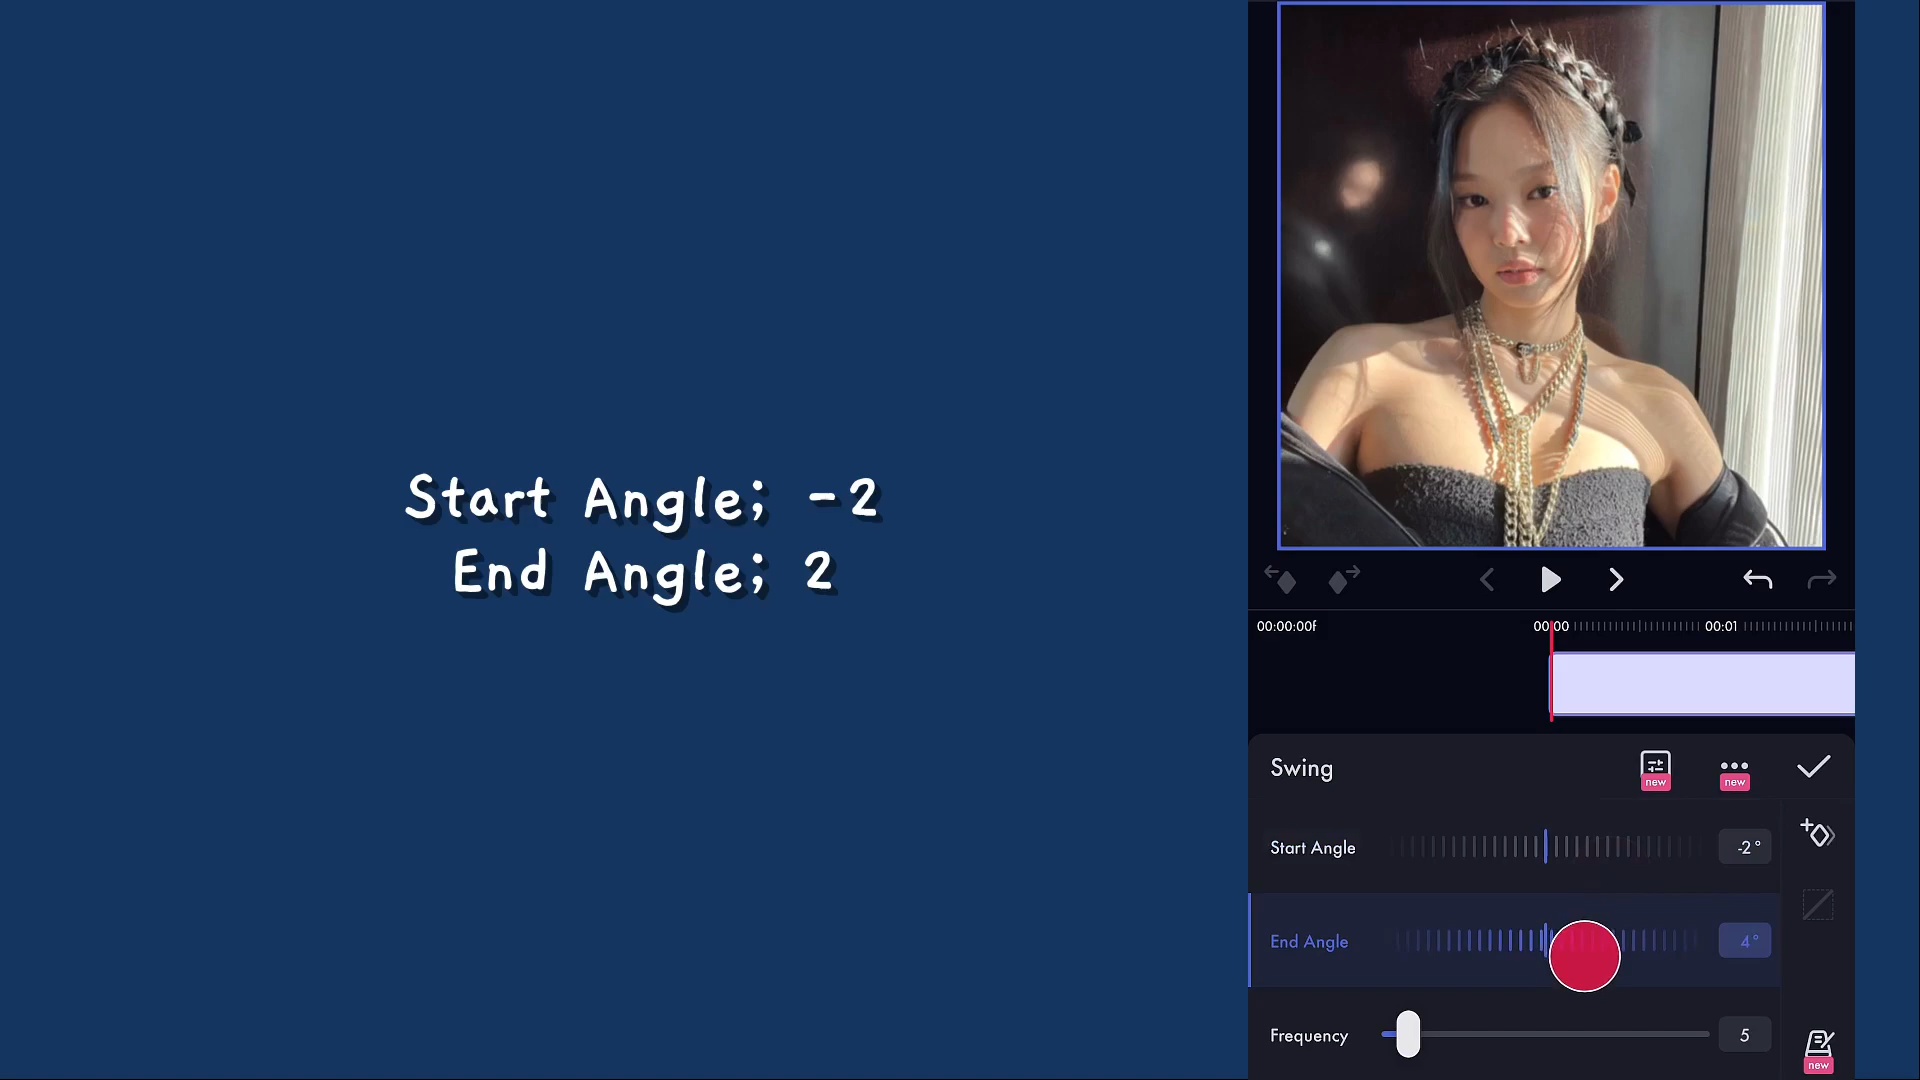 Start Angle; -2
End Angle; 2
00:00:00f
00:00
00:01
Swing
new
new
Start Angle
-2°
End Angle
4°
Frequency
5
new